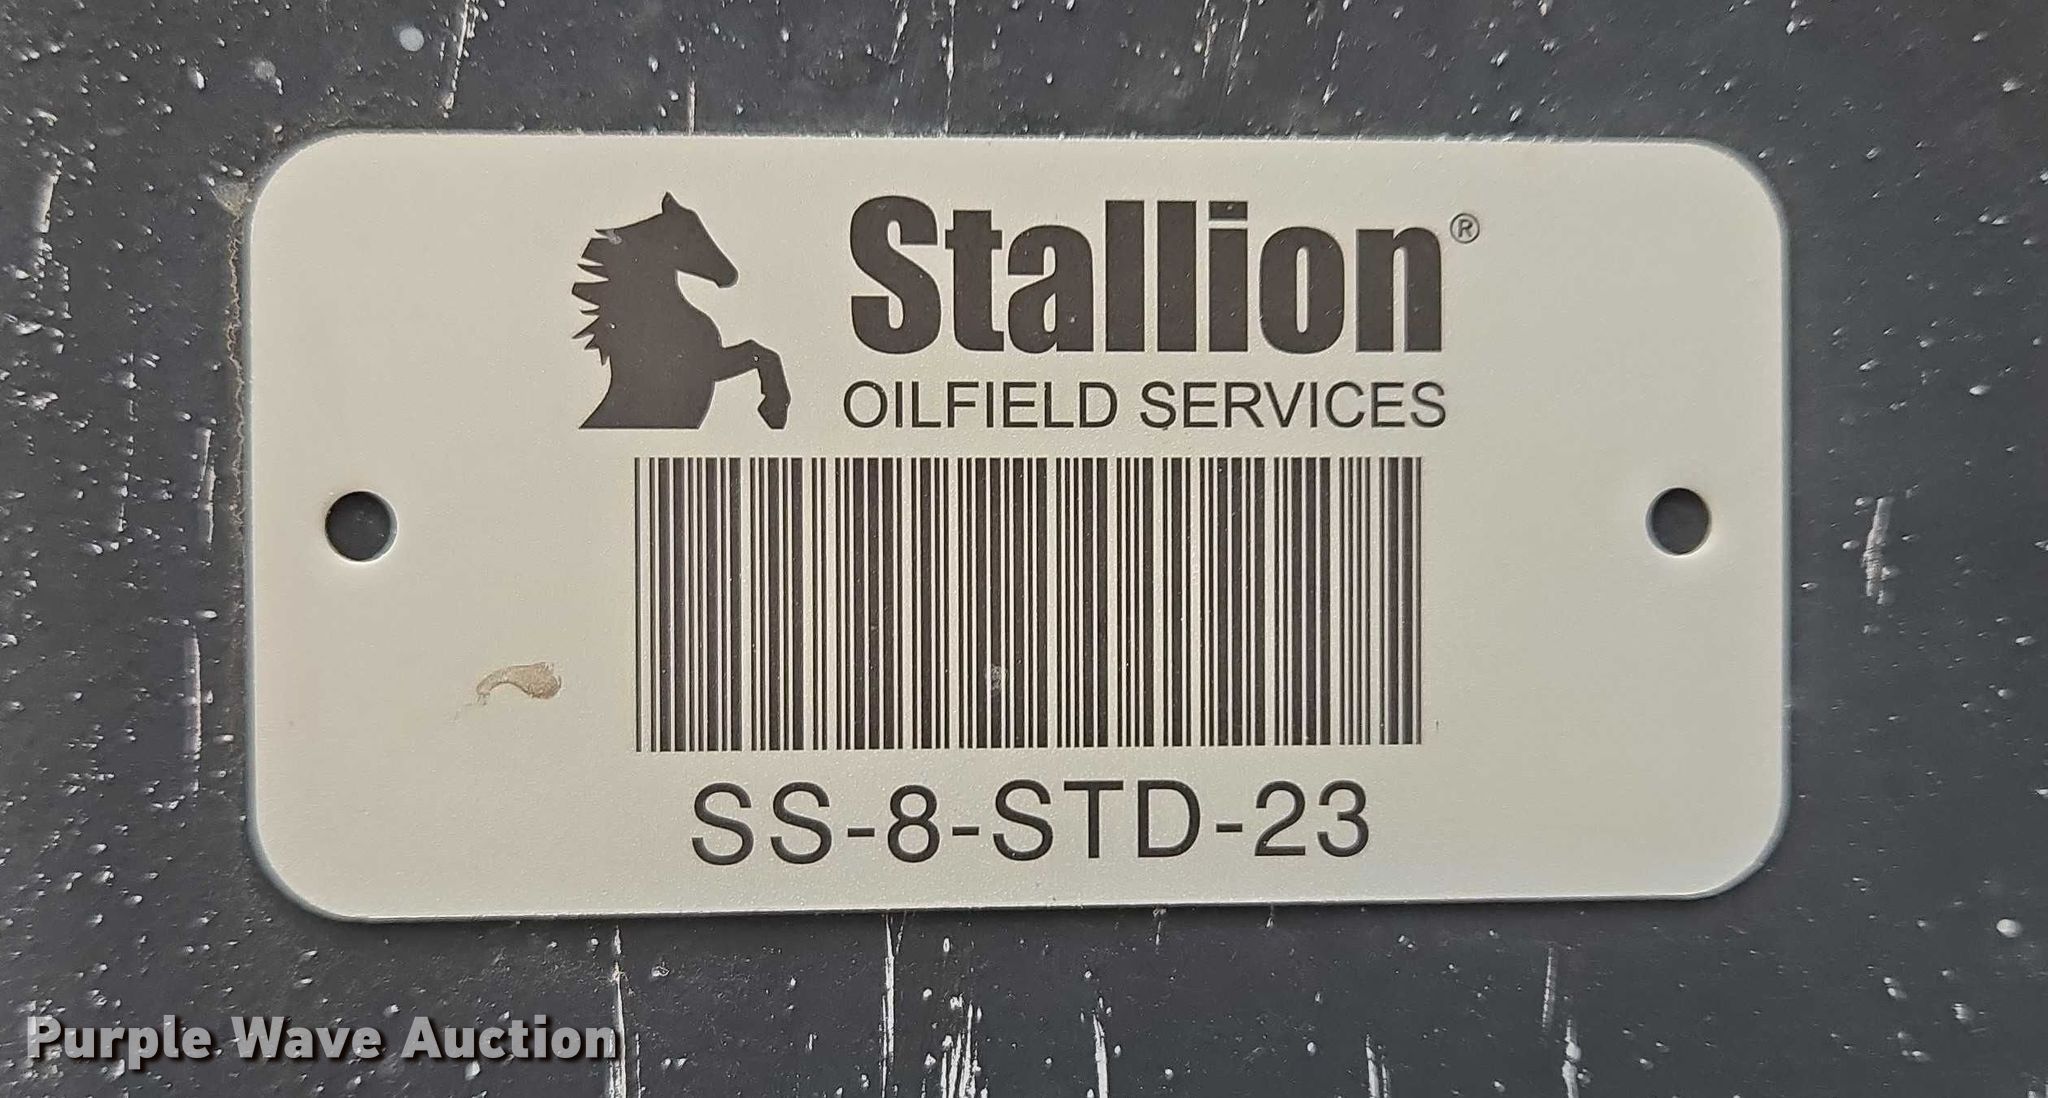 Stallion®
OILFIELD SERVICES
SS-8-STD-23
Purple Wave Auction